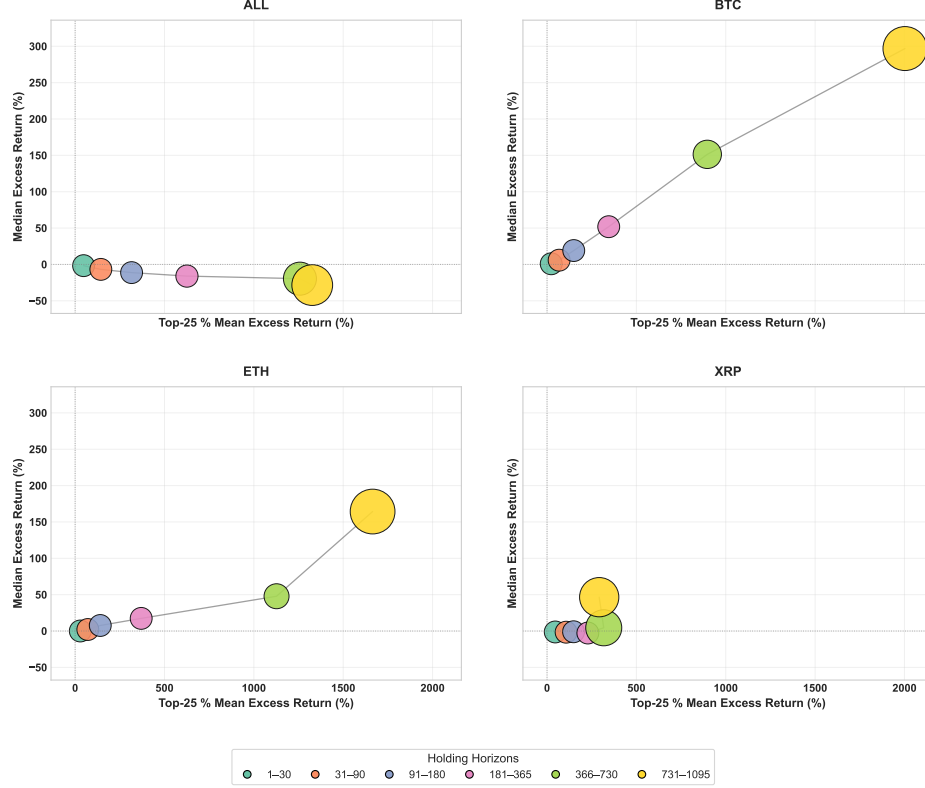 ALL
BTC
Median Excess Return (%)
300
250
200
150
100
50
0
−50
Top-25 % Mean Excess Return (%)
Median Excess Return (%)
Top-25 % Mean Excess Return (%)
ETH
XRP
Median Excess Return (%)
300
250
200
150
100
50
0
−50
0 500 1000 1500 2000
Top-25 % Mean Excess Return (%)
Median Excess Return (%)
0 500 1000 1500 2000
Top-25 % Mean Excess Return (%)
Holding Horizons
1–30 31–90 91–180 181–365 366–730 731–1095